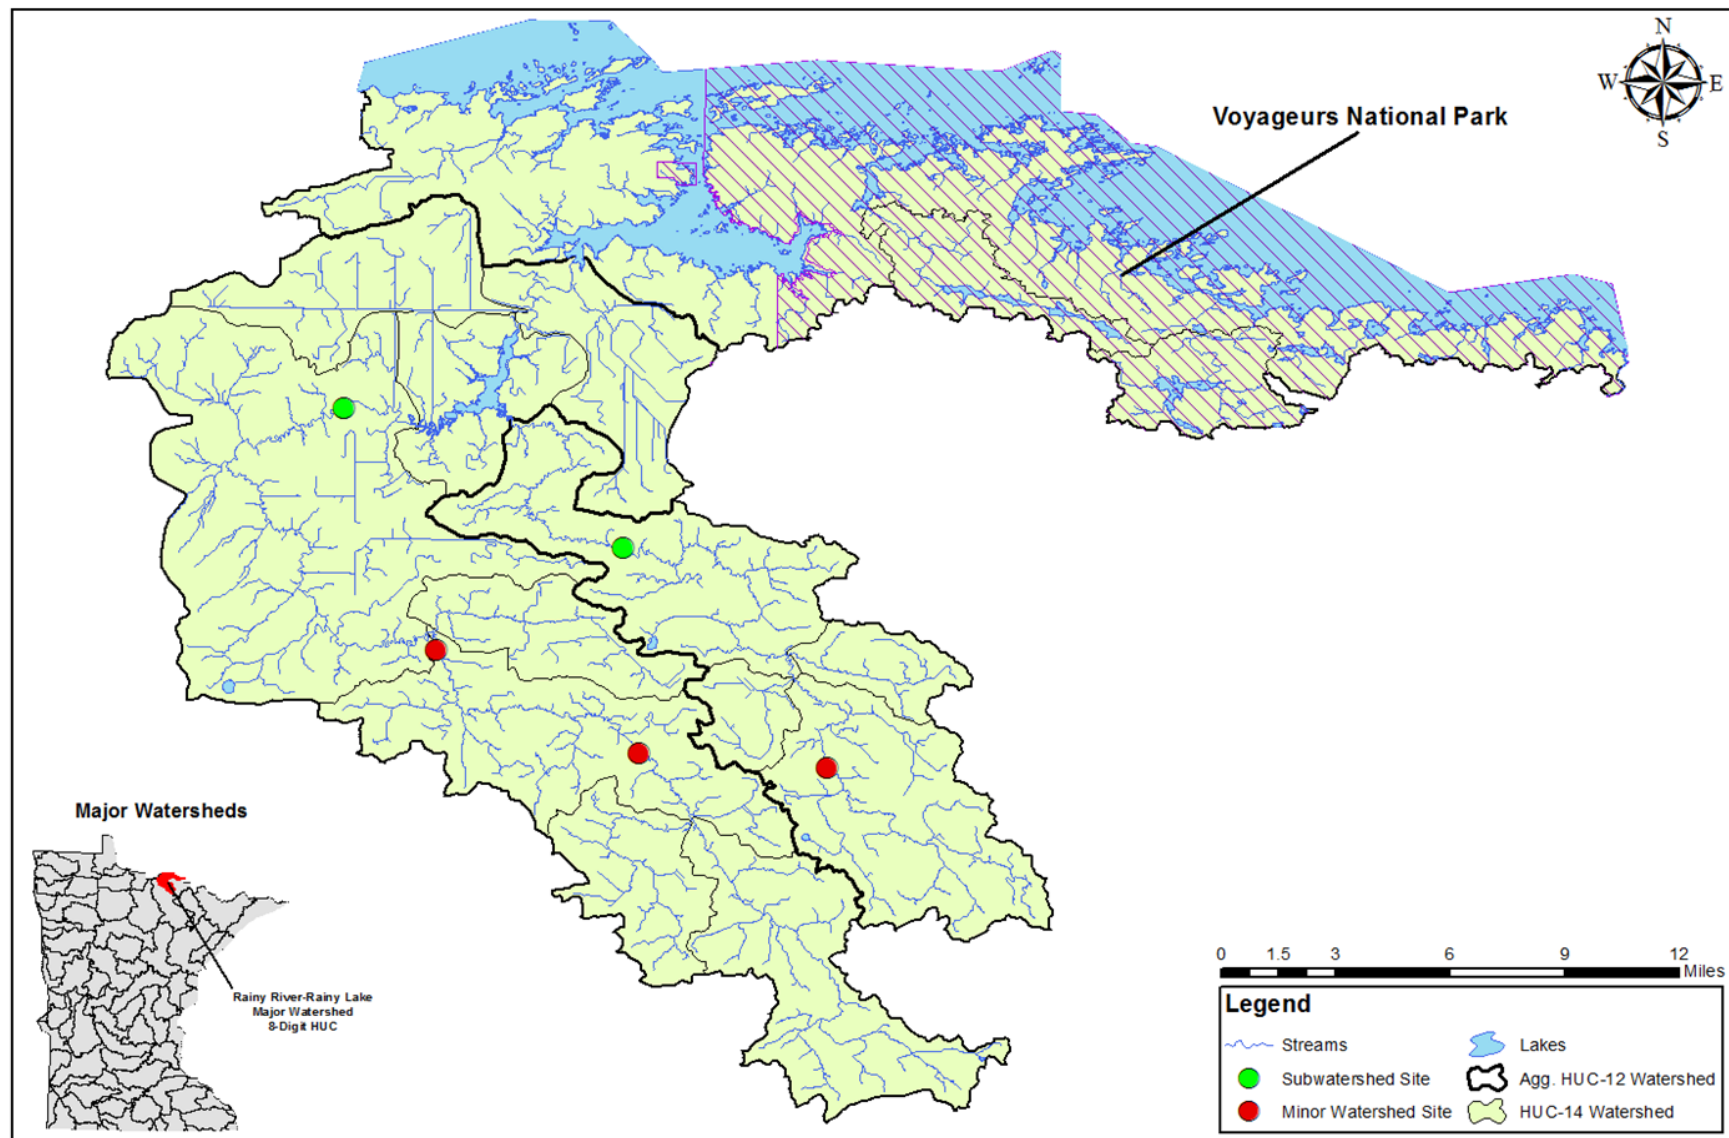 N
W E
S
Voyageurs National Park
Major Watersheds
Rainy River-Rainy Lake
Major Watershed
8-Digit HUC
0 1.5 3 6 9 12
Miles
Legend
Streams
Lakes
Subwatershed Site
Agg. HUC-12 Watershed
Minor Watershed Site
HUC-14 Watershed